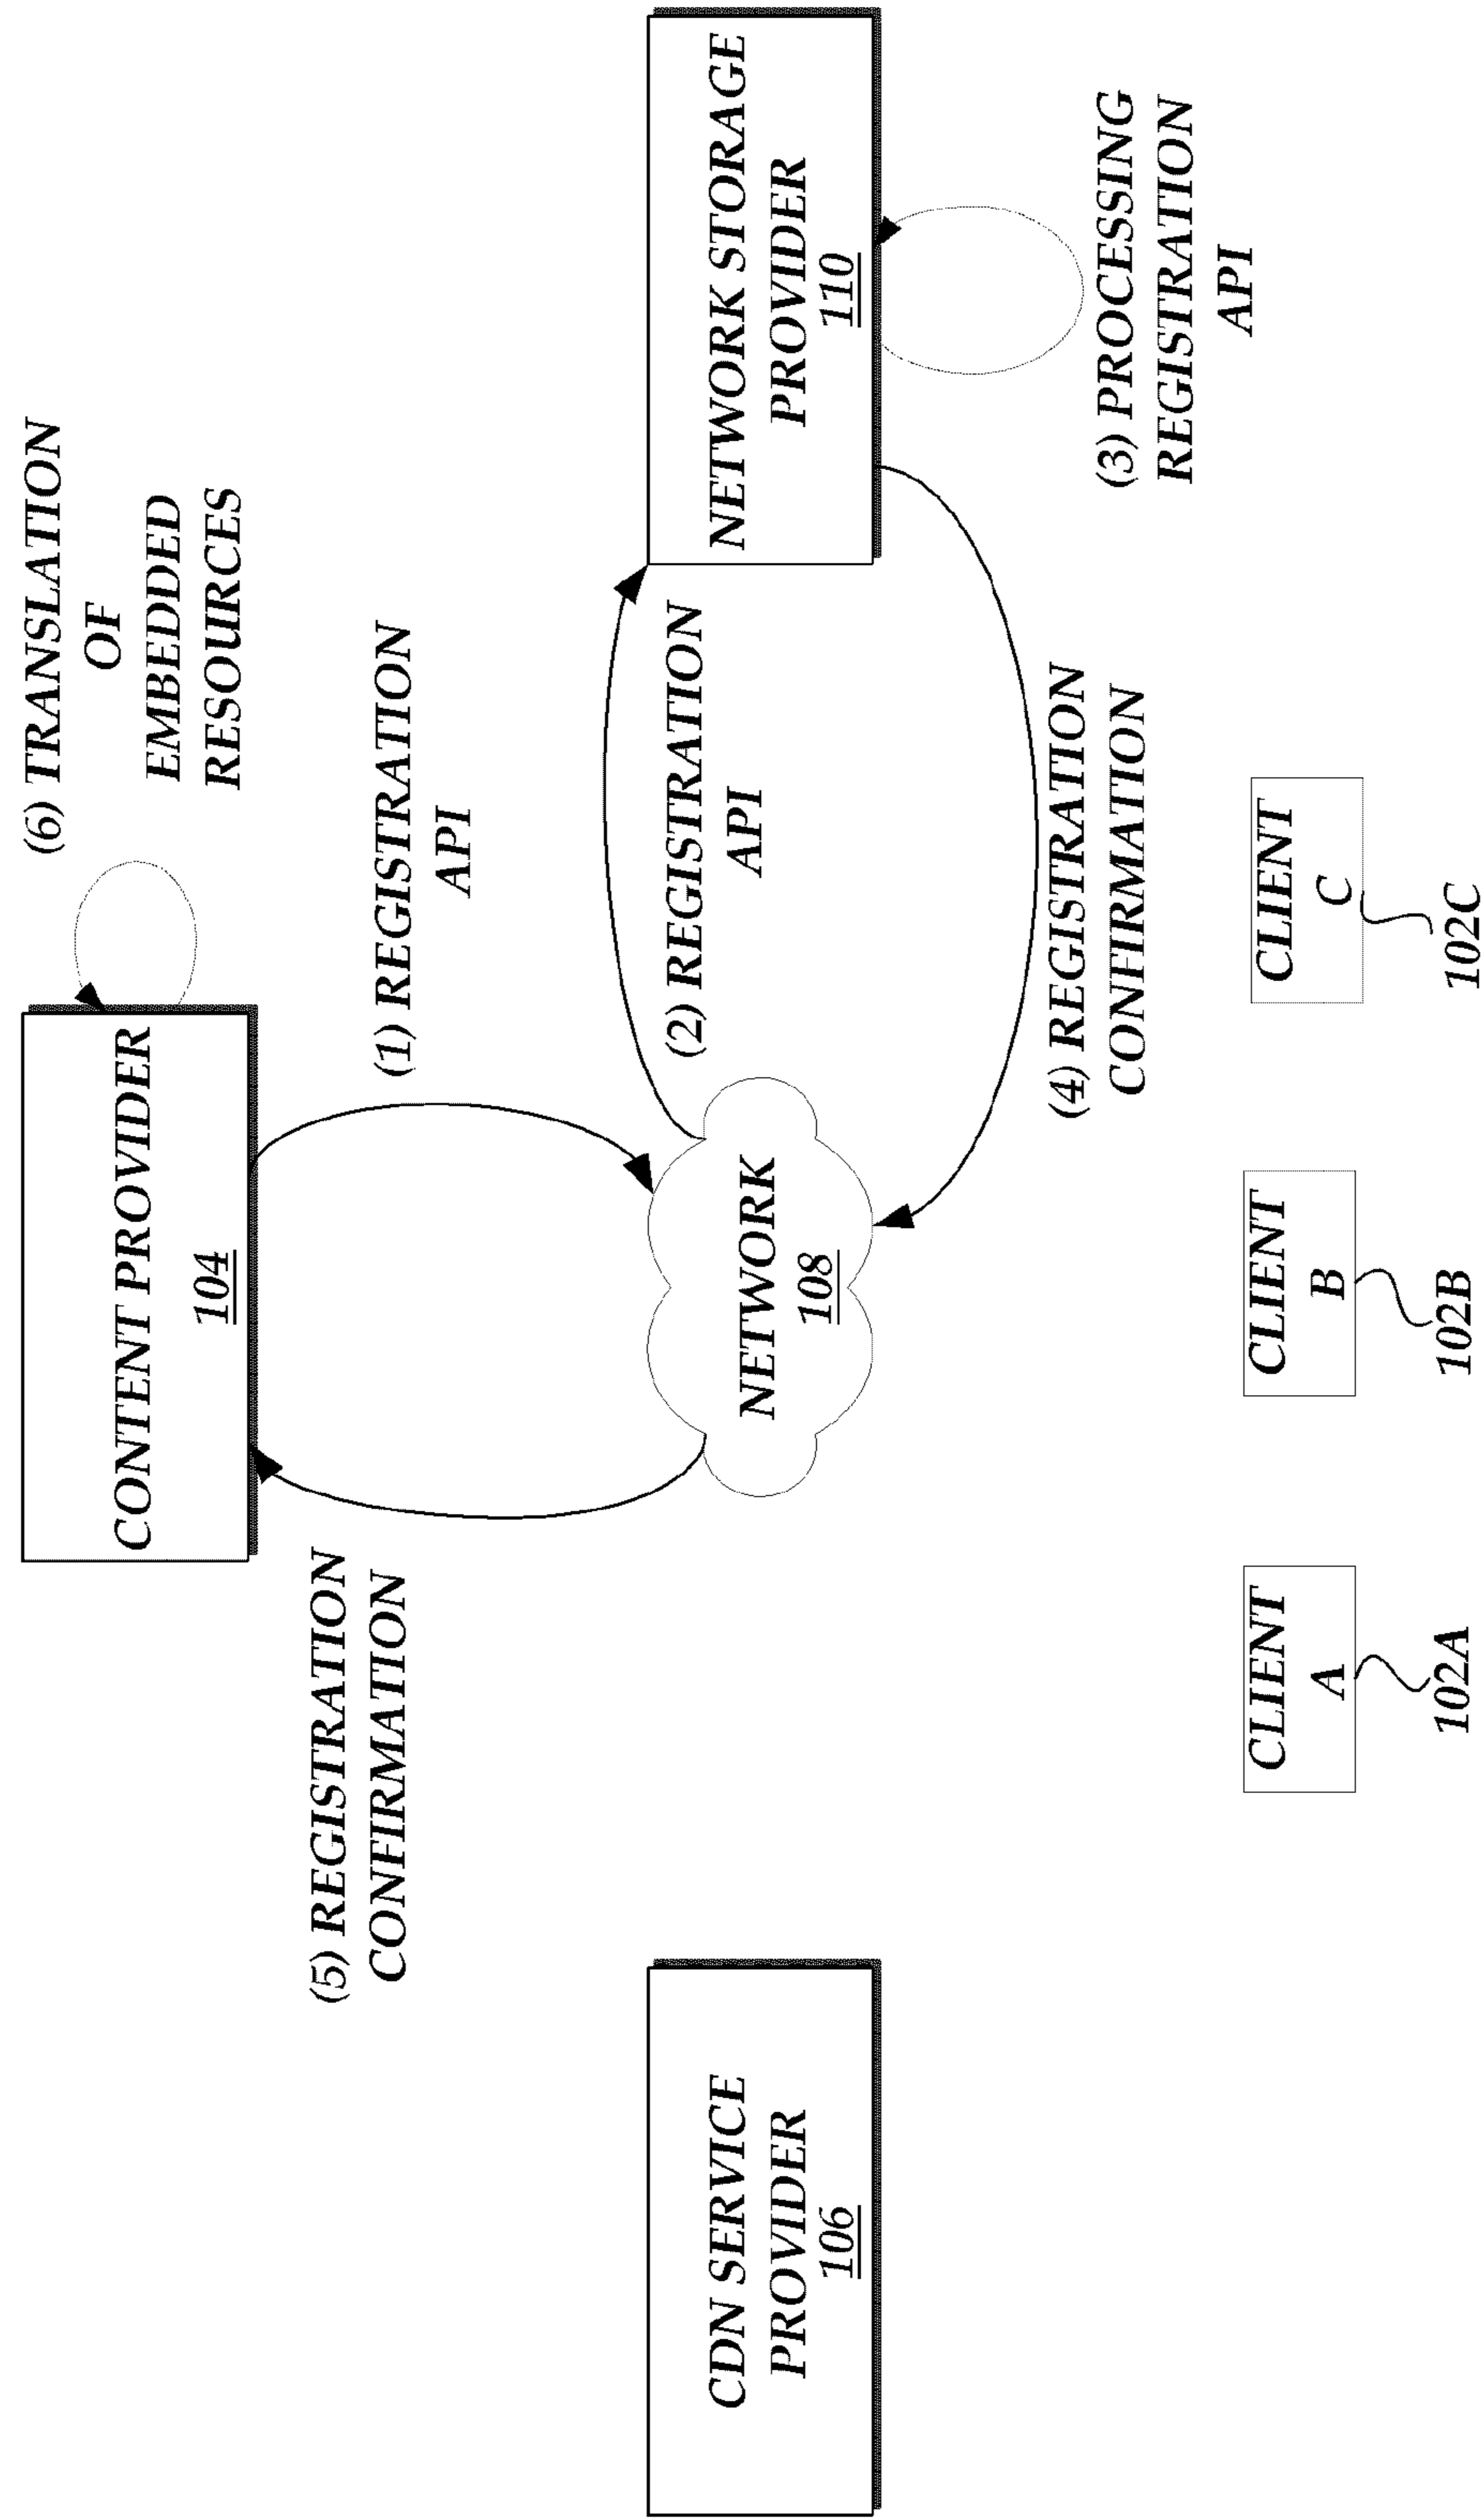 (6) TRANSLATION
OF
EMBEDDED
RESOURCES
CONTENT PROVIDER
104
(1) REGISTRATION
API
(5) REGISTRATION
CONFIRMATION
CDN SERVICE
PROVIDER
106
NETWORK
108
(2) REGISTRATION
API
NETWORK STORAGE
PROVIDER
110
(4) REGISTRATION
CONFIRMATION
(3) PROCESSING
REGISTRATION
API
CLIENT
A
102A
CLIENT
B
102B
CLIENT
C
102C